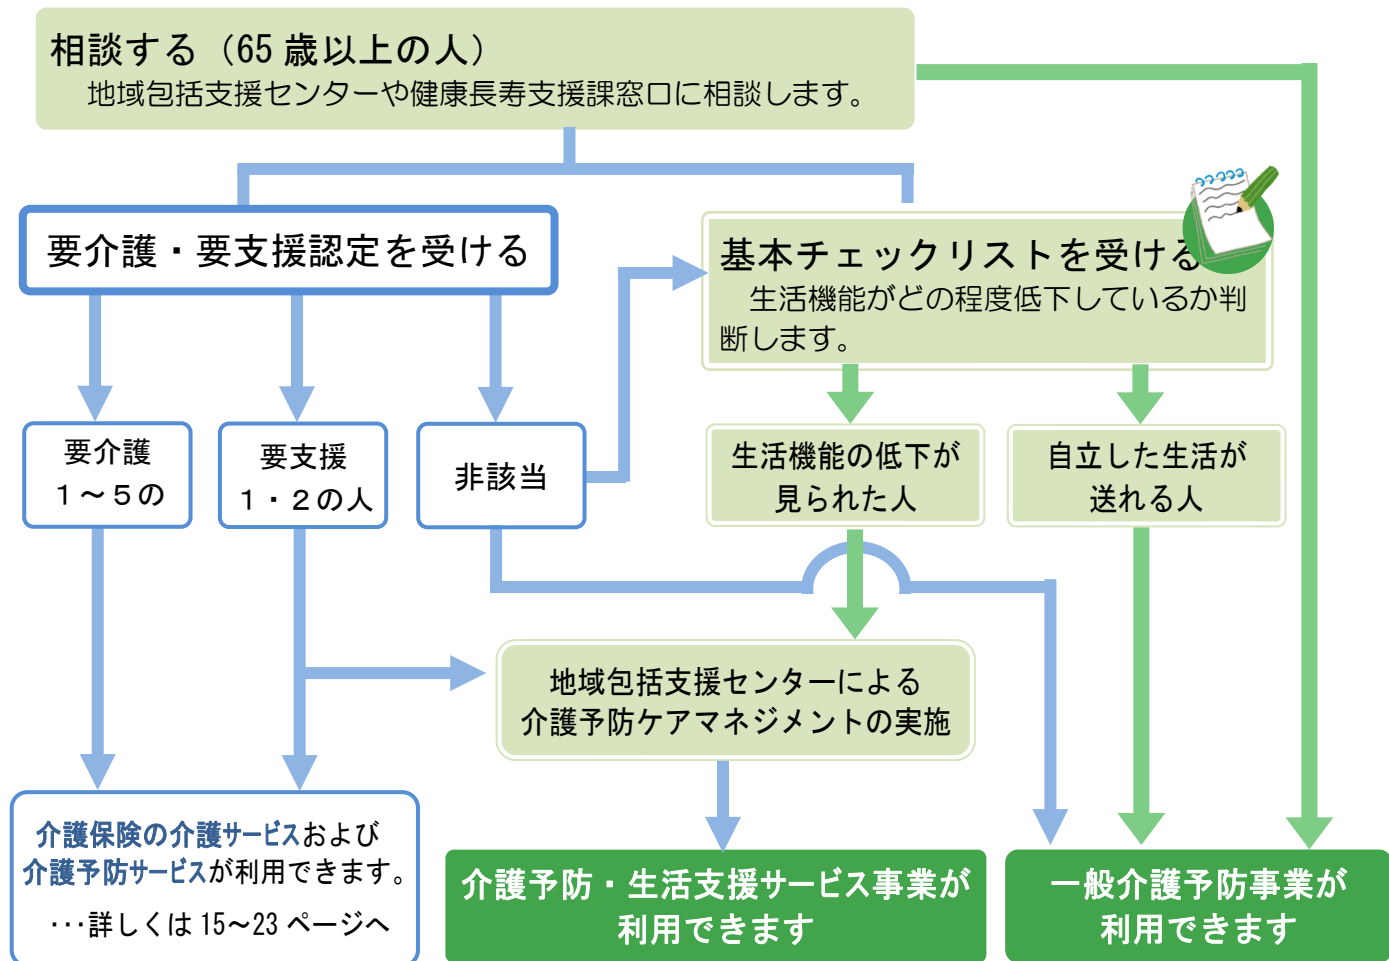 相談する（65 歳以上の人）
地域包括支援センターや健康長寿支援課窓口に相談します。
要介護・要支援認定を受ける
基本チェックリストを受ける
生活機能がどの程度低下しているか判
断します。
要介護
１～５の
要支援
１・２の人
非該当
生活機能の低下が
見られた人
自立した生活が
送れる人
地域包括支援センターによる
介護予防ケアマネジメントの実施
介護保険の介護サービスおよび
介護予防サービスが利用できます。
･･･詳しくは 15～23 ページへ
介護予防・生活支援サービス事業が
利用できます
一般介護予防事業が
利用できます